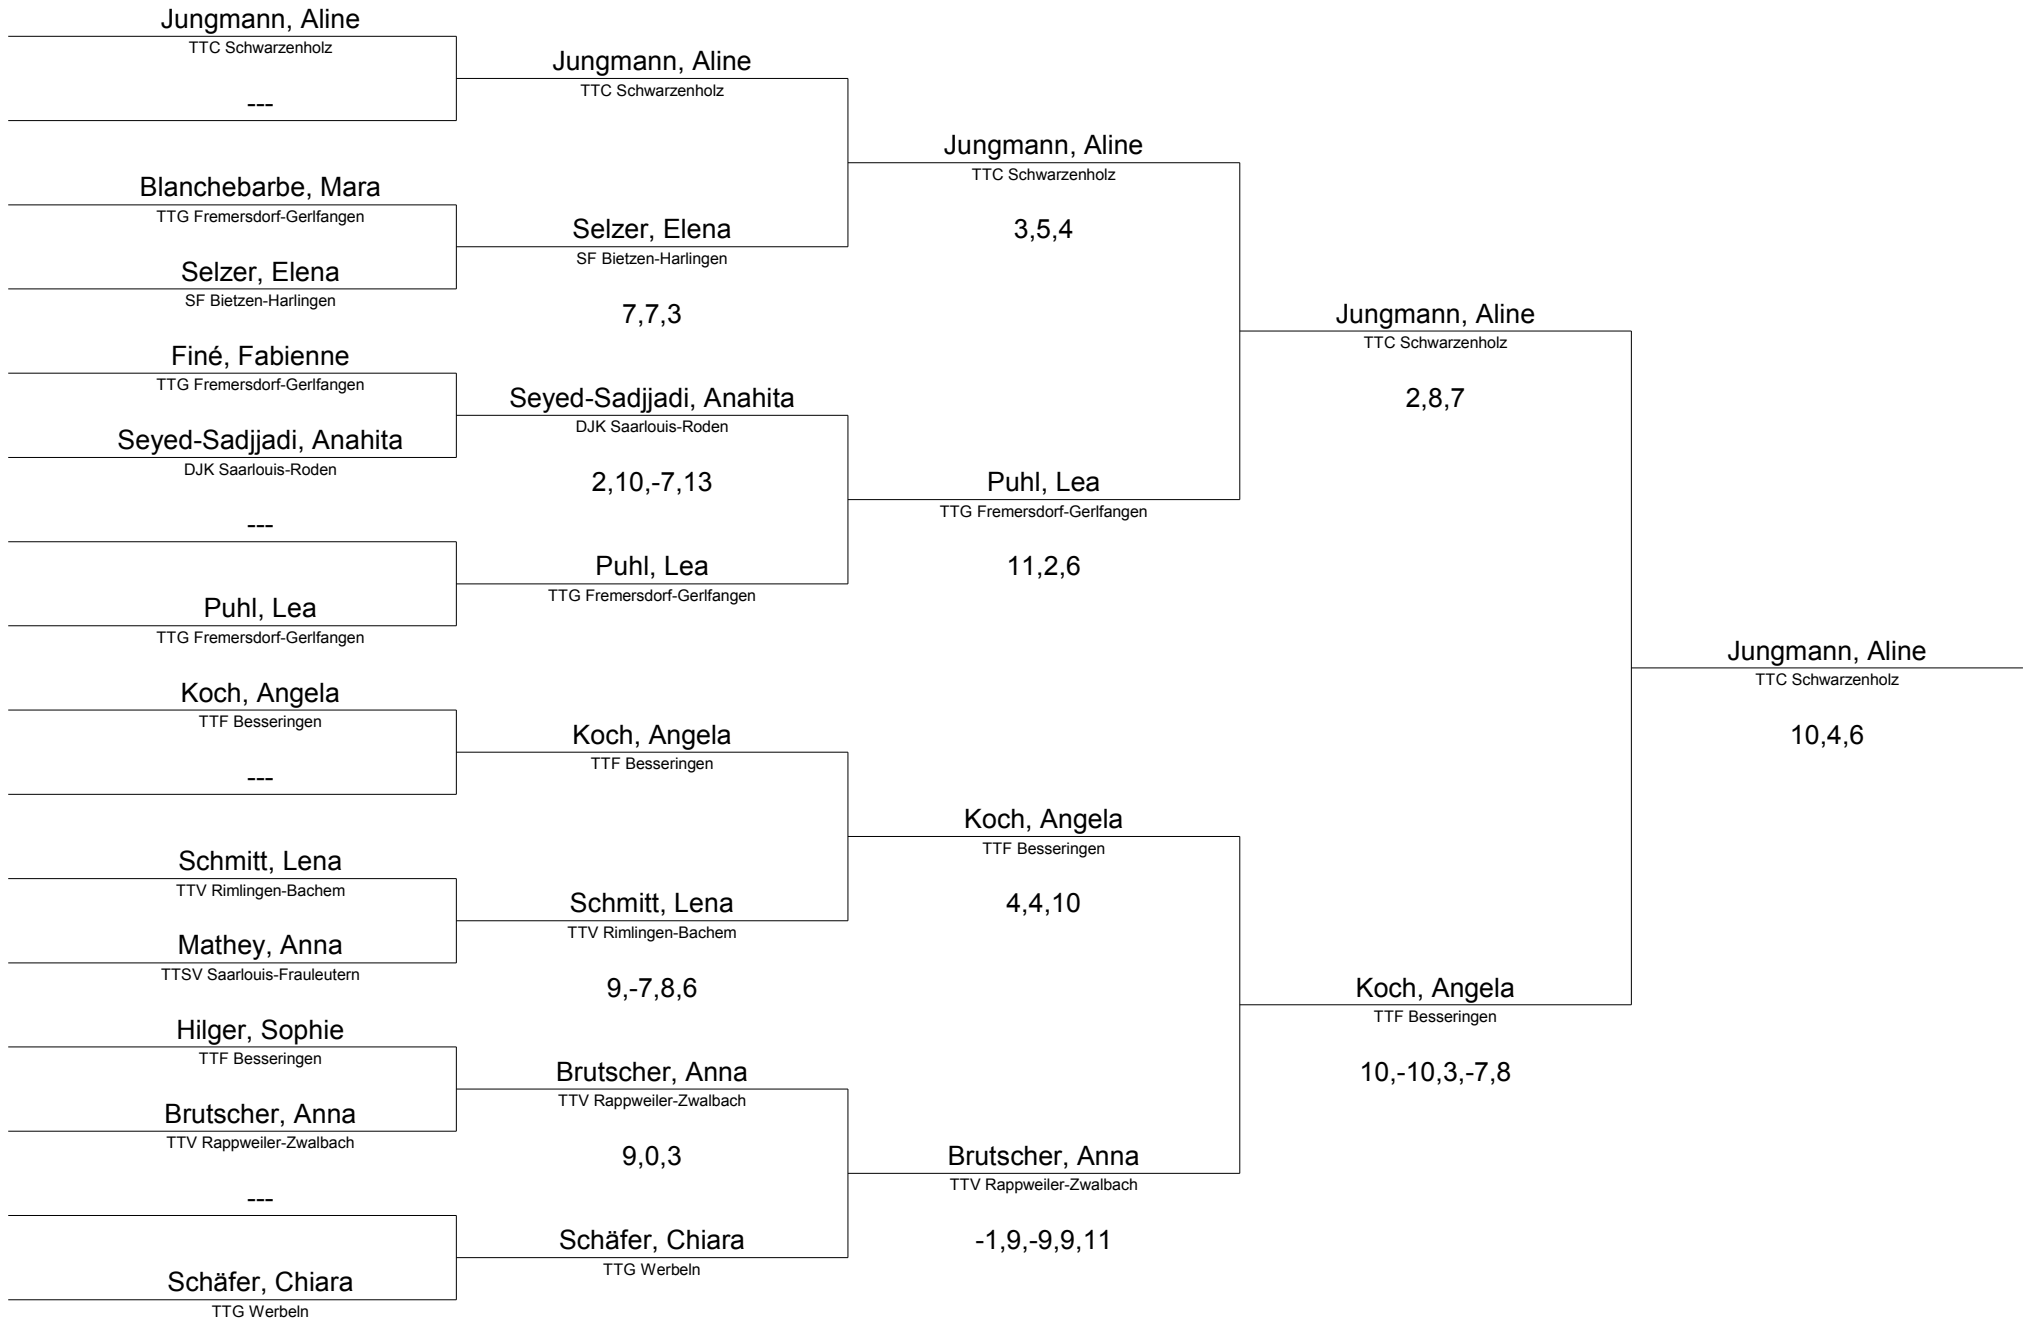 Jungmann, Aline
TTC Schwarzenholz
---
Blanchebarbe, Mara
TTG Fremersdorf-Gerlfangen
Selzer, Elena
SF Bietzen-Harlingen
Finé, Fabienne
TTG Fremersdorf-Gerlfangen
Seyed-Sadjjadi, Anahita
DJK Saarlouis-Roden
---
Puhl, Lea
TTG Fremersdorf-Gerlfangen
Koch, Angela
TTF Besseringen
---
Schmitt, Lena
TTV Rimlingen-Bachem
Mathey, Anna
TTSV Saarlouis-Frauleutern
Hilger, Sophie
TTF Besseringen
Brutscher, Anna
TTV Rappweiler-Zwalbach
---
Schäfer, Chiara
TTG Werbeln
Jungmann, Aline
TTC Schwarzenholz
Selzer, Elena
SF Bietzen-Harlingen
7,7,3
Seyed-Sadjjadi, Anahita
DJK Saarlouis-Roden
2,10,-7,13
Puhl, Lea
TTG Fremersdorf-Gerlfangen
Koch, Angela
TTF Besseringen
Schmitt, Lena
TTV Rimlingen-Bachem
9,-7,8,6
Brutscher, Anna
TTV Rappweiler-Zwalbach
9,0,3
Schäfer, Chiara
TTG Werbeln
Jungmann, Aline
TTC Schwarzenholz
3,5,4
Puhl, Lea
TTG Fremersdorf-Gerlfangen
11,2,6
Koch, Angela
TTF Besseringen
4,4,10
Brutscher, Anna
TTV Rappweiler-Zwalbach
-1,9,-9,9,11
Jungmann, Aline
TTC Schwarzenholz
2,8,7
Koch, Angela
TTF Besseringen
10,-10,3,-7,8
Jungmann, Aline
TTC Schwarzenholz
10,4,6